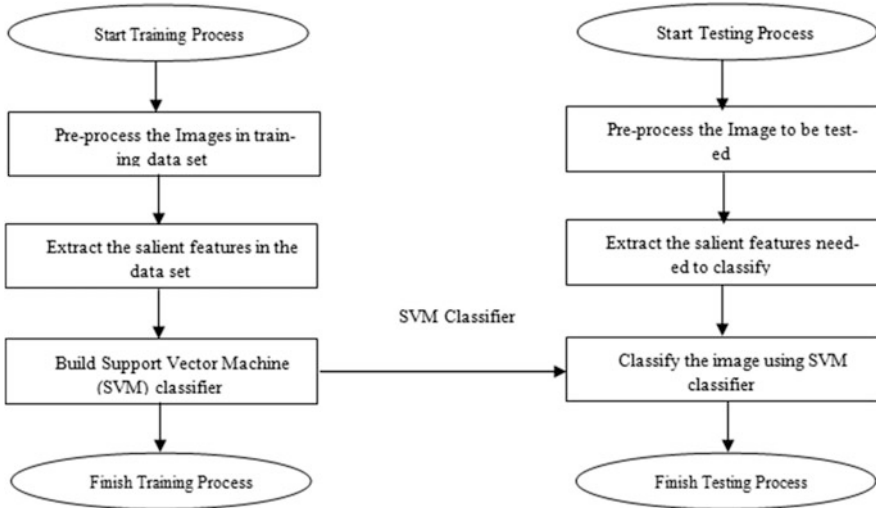 Start Training Process
Pre-process the Images in train-
ing data set
Extract the salient features in the
data set
Build Support Vector Machine
(SVM) classifier
Finish Training Process
SVM Classifier
Start Testing Process
Pre-process the Image to be test-
ed
Extract the salient features need-
ed to classify
Classify the image using SVM
classifier
Finish Testing Process